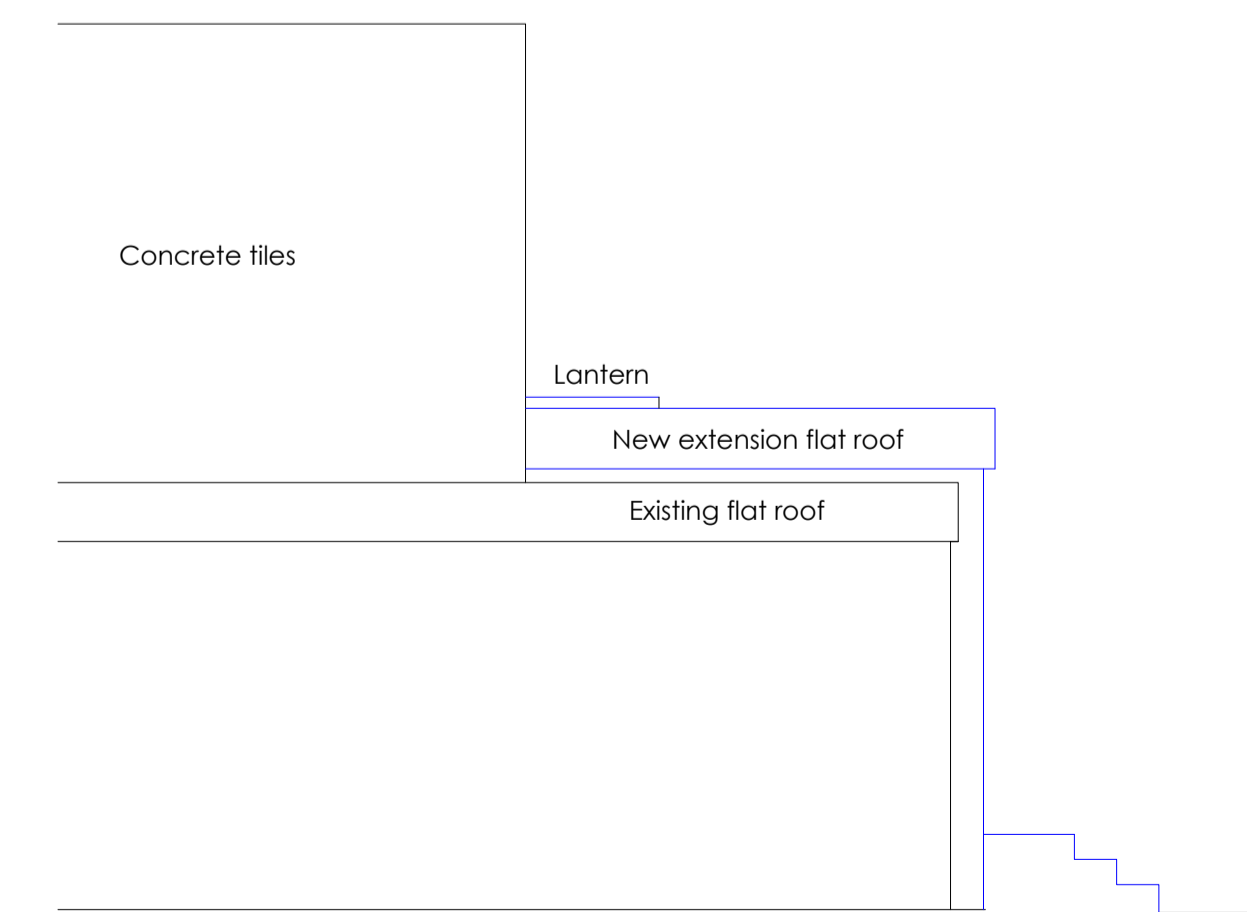 Concrete tiles
Lantern
New extension flat roof
Existing flat roof